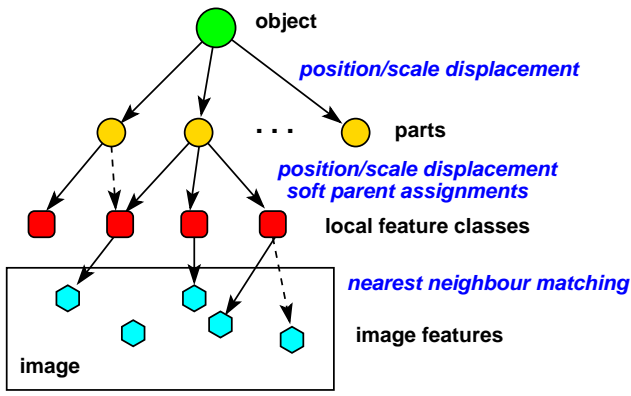 object
position/scale displacement
. . .
parts
position/scale displacement
soft parent assignments
local feature classes
nearest neighbour matching
image features
image